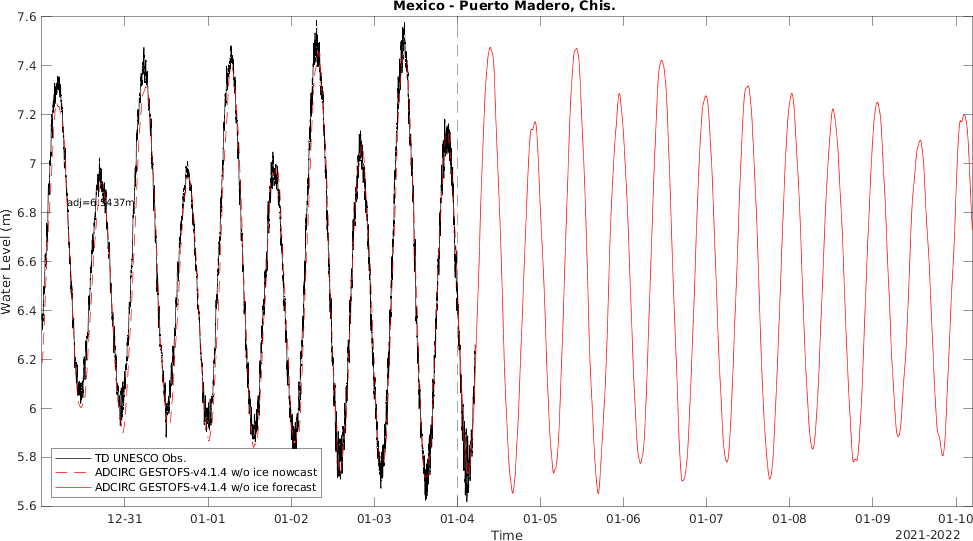 Mexico - Puerto Madero, Chis.
7.6
7.4
7.2
7
6.8
6.6
6.4
6.2
6
5.8
5.6
Water Level (m)
adj=6.5437m
TD UNESCO Obs.
ADCIRC GESTOFS-v4.1.4 w/o ice nowcast
ADCIRC GESTOFS-v4.1.4 w/o ice forecast
12-31 01-01 01-02 01-03 01-04 01-05 01-06 01-07 01-08 01-09 01-10
Time
2021-2022